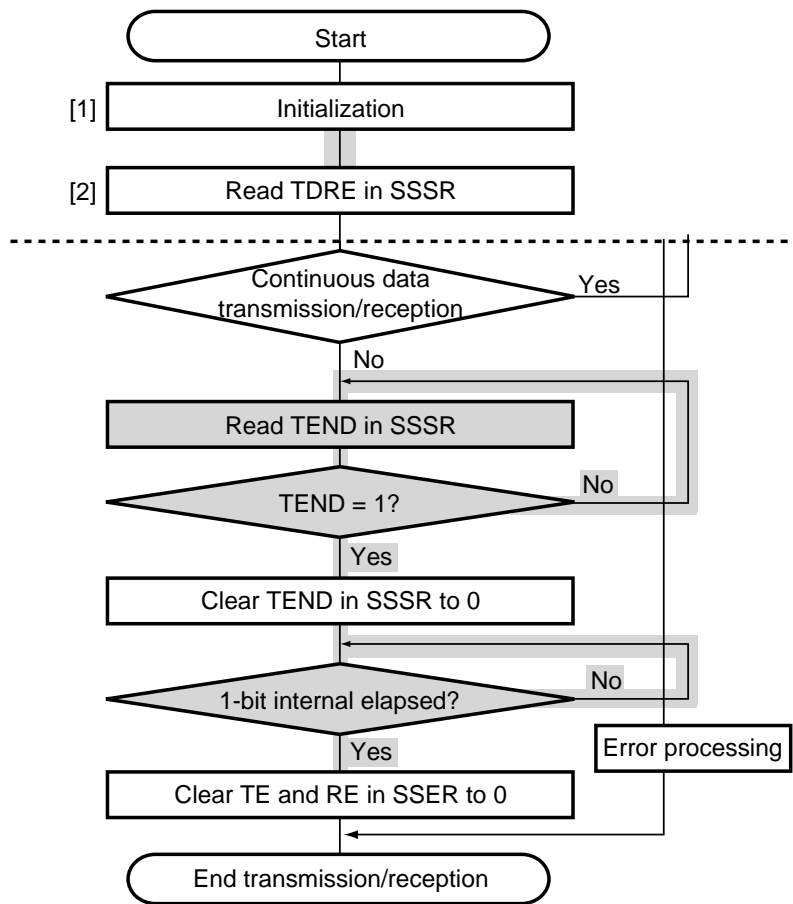 Start
[1] Initialization
[2] Read TDRE in SSSR
Continuous data
transmission/reception
Yes
No
Read TEND in SSSR
TEND = 1?
No
Yes
Clear TEND in SSSR to 0
1-bit internal elapsed?
No
Yes
Error processing
Clear TE and RE in SSER to 0
End transmission/reception